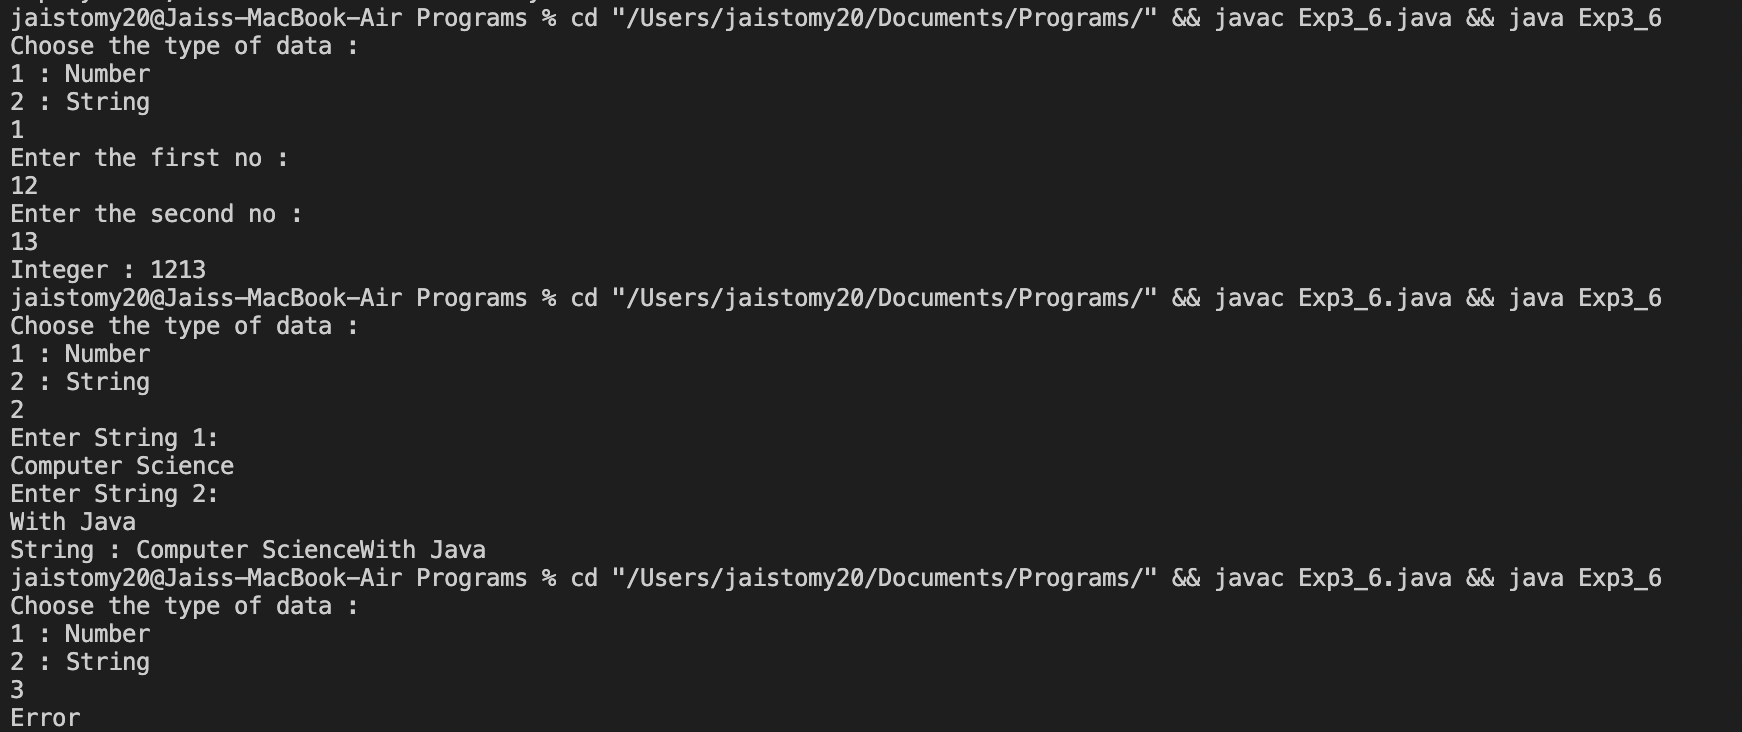 jaistomy20@Jaiss-MacBook-Air Programs % cd "/Users/jaistomy20/Documents/Programs/" && javac Exp3_6.java && java Exp3_6
Choose the type of data :
1 : Number
2 : String
1
Enter the first no :
12
Enter the second no :
13
Integer : 1213
jaistomy20@Jaiss-MacBook-Air Programs % cd "/Users/jaistomy20/Documents/Programs/" && javac Exp3_6.java && java Exp3_6
Choose the type of data :
1 : Number
2 : String
2
Enter String 1:
Computer Science
Enter String 2:
With Java
String : Computer ScienceWith Java
jaistomy20@Jaiss-MacBook-Air Programs % cd "/Users/jaistomy20/Documents/Programs/" && javac Exp3_6.java && java Exp3_6
Choose the type of data :
1 : Number
2 : String
3
Error